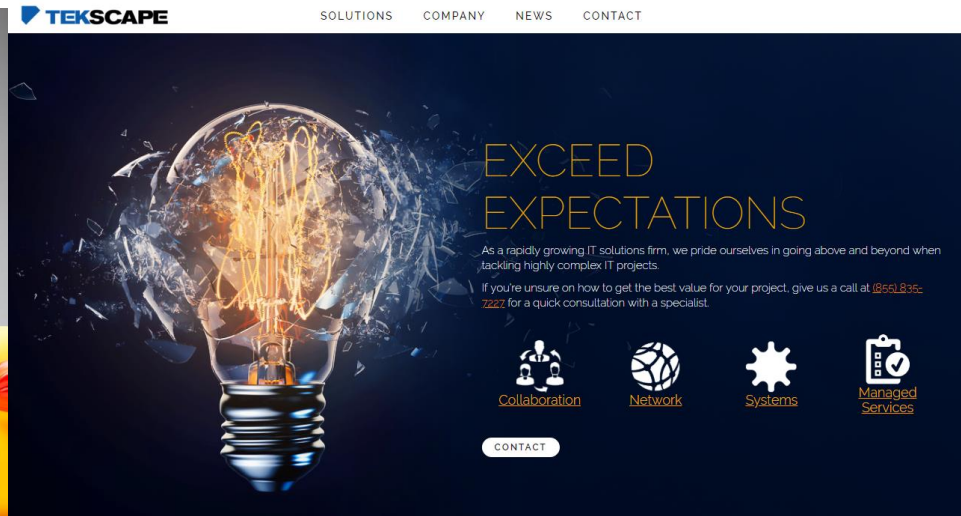 TEKSCAPE
SOLUTIONS COMPANY NEWS CONTACT
EXCEED
EXPECTATIONS
As a rapidly growing IT solutions firm, we pride ourselves in going above and beyond when
tackling highly complex IT projects.
If you're unsure on how to get the best value for your project, give us a call at (855) 835-
7227 for a quick consultation with a specialist.
Collaboration Network Systems Managed
Services
CONTACT